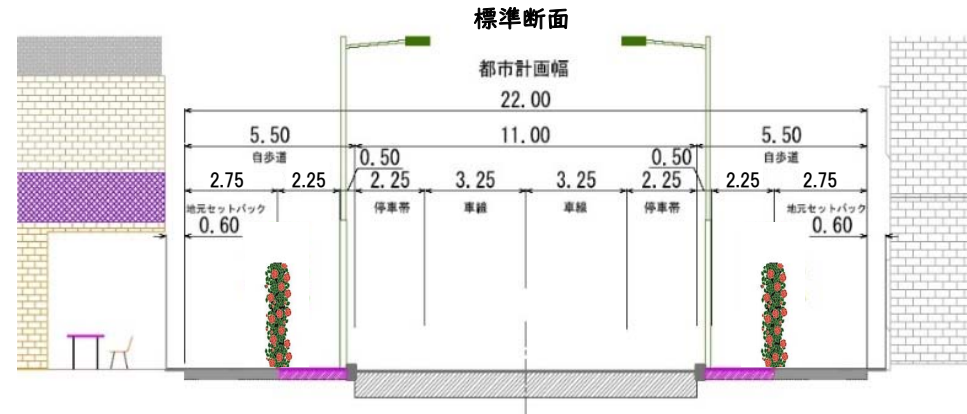 標準断面
都市計画幅
22.00
5.50 11.00 5.50
自歩道 自歩道
0.50 0.50
2.75 2.25 2.25 3.25 3.25 2.25 2.25 2.75
停車帯 車線 車線 停車帯
地元セットバック 地元セットバック
0.60 0.60